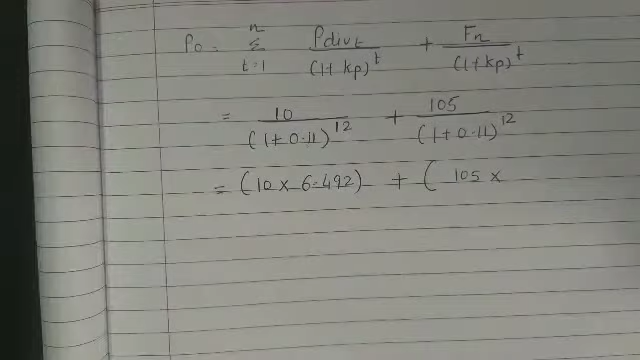 P0 = n Σ t=1 Pdivt / (1+kp)^t + Fn / (1+kp)^t
= 10 / (1+0.11)^12 + 105 / (1+0.11)^12
= (10 x 6.492) + ( 105 x